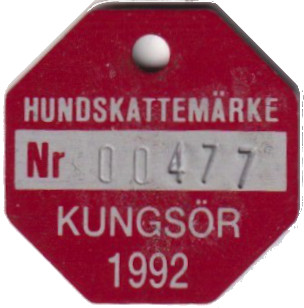 HUNDSKATTEMÄRKE
Nr 00477
KUNGSÖR
1992